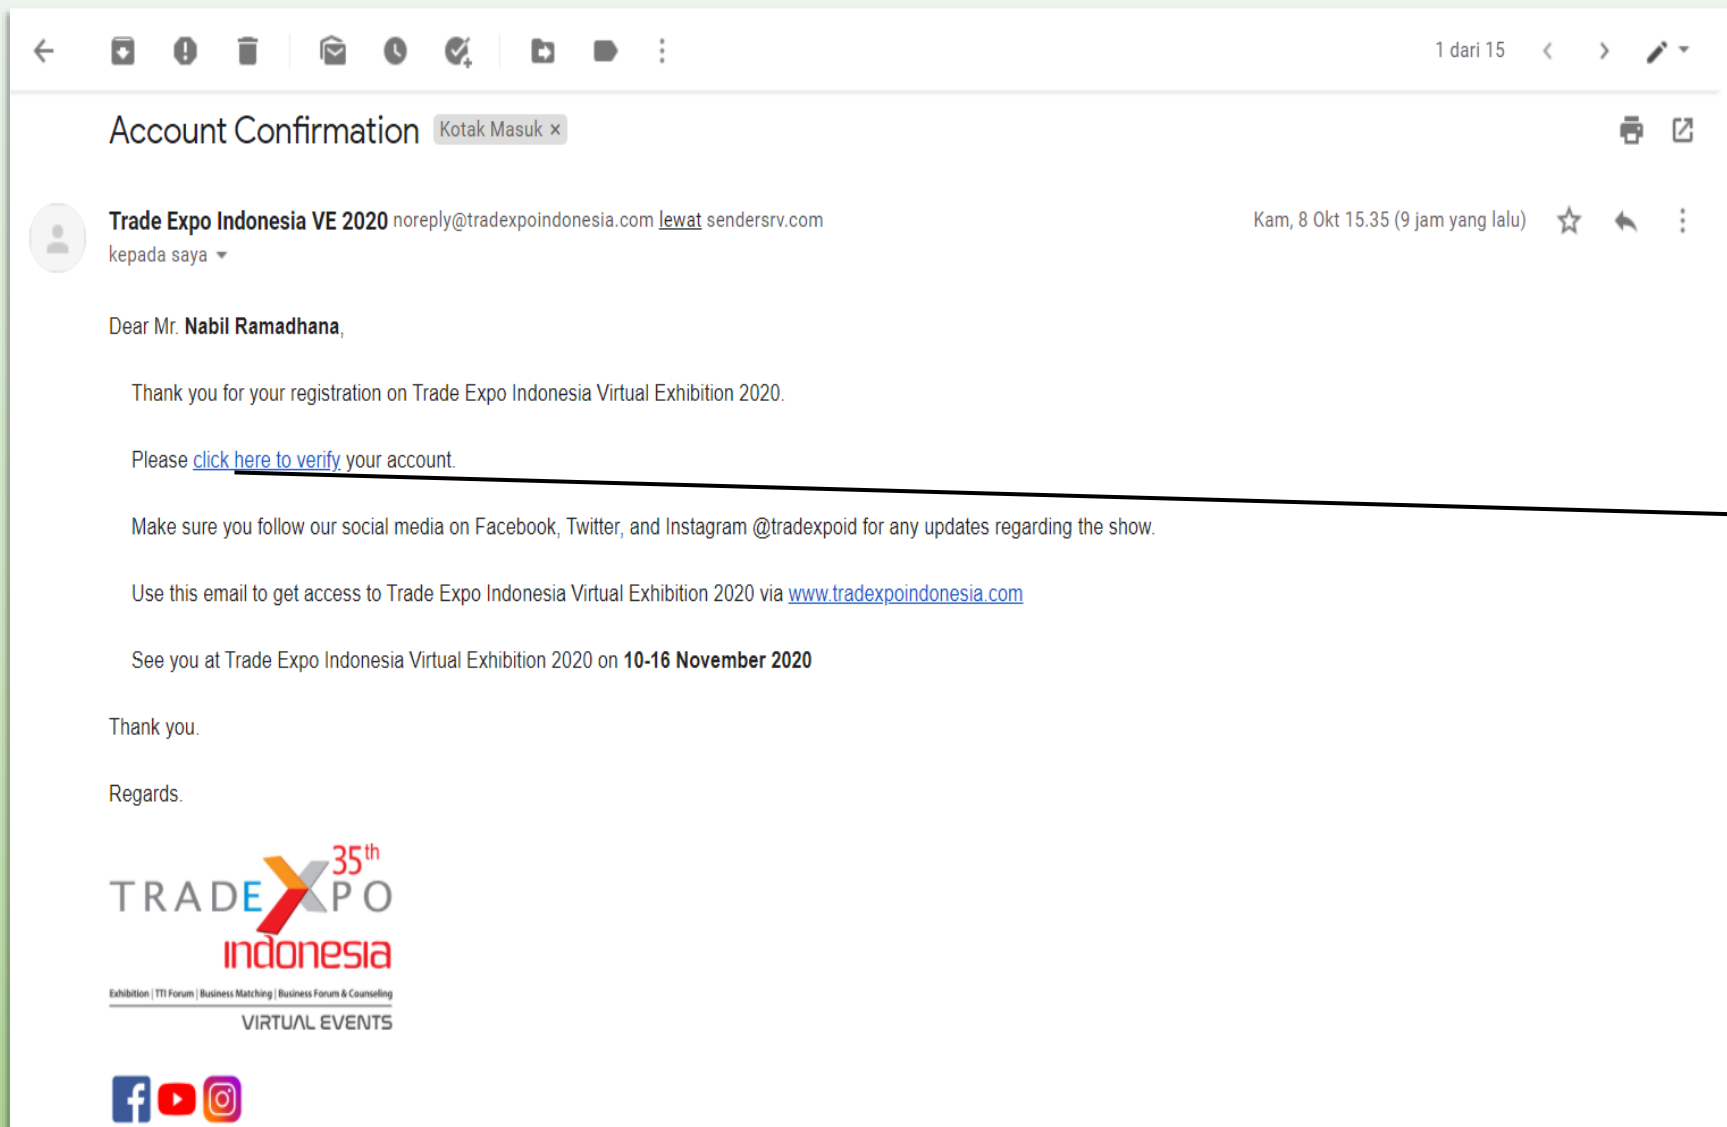 1 dari 15
Account Confirmation Kotak Masuk ×
Trade Expo Indonesia VE 2020 noreply@tradexpoindonesia.com lewat sendersrv.com Kam, 8 Okt 15.35 (9 jam yang lalu)
kepada saya
Dear Mr. Nabil Ramadhana,
Thank you for your registration on Trade Expo Indonesia Virtual Exhibition 2020.
Please click here to verify your account.
Make sure you follow our social media on Facebook, Twitter, and Instagram @tradexpoid for any updates regarding the show.
Use this email to get access to Trade Expo Indonesia Virtual Exhibition 2020 via www.tradexpoindonesia.com
See you at Trade Expo Indonesia Virtual Exhibition 2020 on 10-16 November 2020
Thank you.
Regards.
35th
TRADEXPO
indonesia
Exhibition | TTI Forum | Business Matching | Business Forum & Counseling
VIRTUAL EVENTS